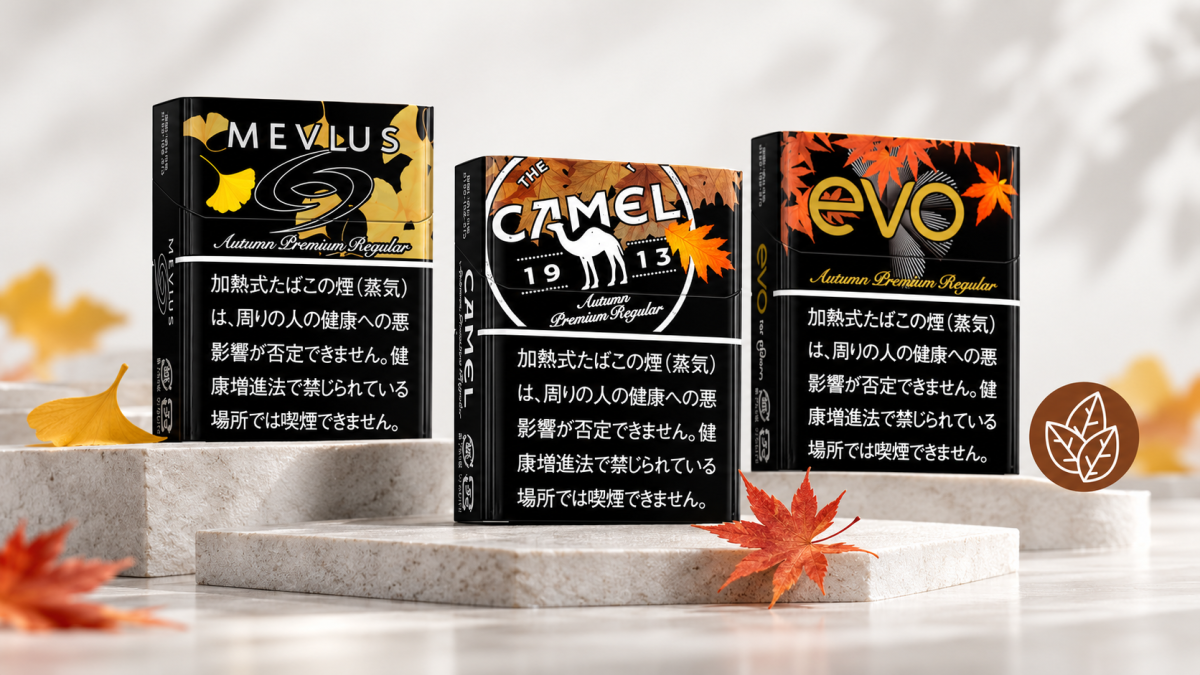 MEVLUS
Autumn Premium Regular
加熱式たばこの煙（蒸気）
は、周りの人の健康への悪
影響が否定できません。健
康増進法で禁じられている
場所では喫煙できません。
MEVLUS
THE
CAMEL
19 13
Autumn
Premium Regular
加熱式たばこの煙（蒸気）
は、周りの人の健康への悪
影響が否定できません。健
康増進法で禁じられている
場所では喫煙できません。
CAMEL
evo
Autumn Premium Regular
加熱式たばこの煙（蒸気）
は、周りの人の健康への悪
影響が否定できません。健
康増進法で禁じられている
場所では喫煙できません。
evo for